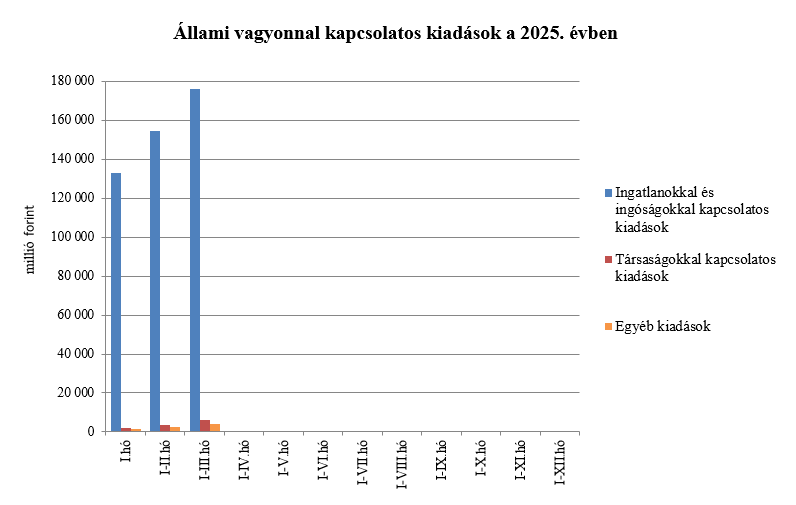 Állami vagyonnal kapcsolatos kiadások a 2025. évben
180 000
160 000
140 000
120 000
100 000
80 000
60 000
40 000
20 000
0
millió forint
I.hó
I-II.hó
I-III.hó
I-IV.hó
I-V.hó
I-VI.hó
I-VII.hó
I-VIII.hó
I-IX.hó
I-X.hó
I-XI.hó
I-XII.hó
Ingatlanokkal és
ingóságokkal kapcsolatos
kiadások
Társaságokkal kapcsolatos
kiadások
Egyéb kiadások